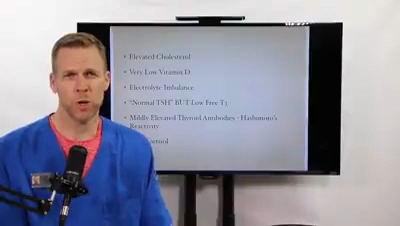 Elevated Cholesterol
Very Low Vitamin D
Electrolyte Imbalance
"Normal TSH" BUT Low Free T3
Mildly Elevated Thyroid Antibodies - Hashimoto's
Reactivity